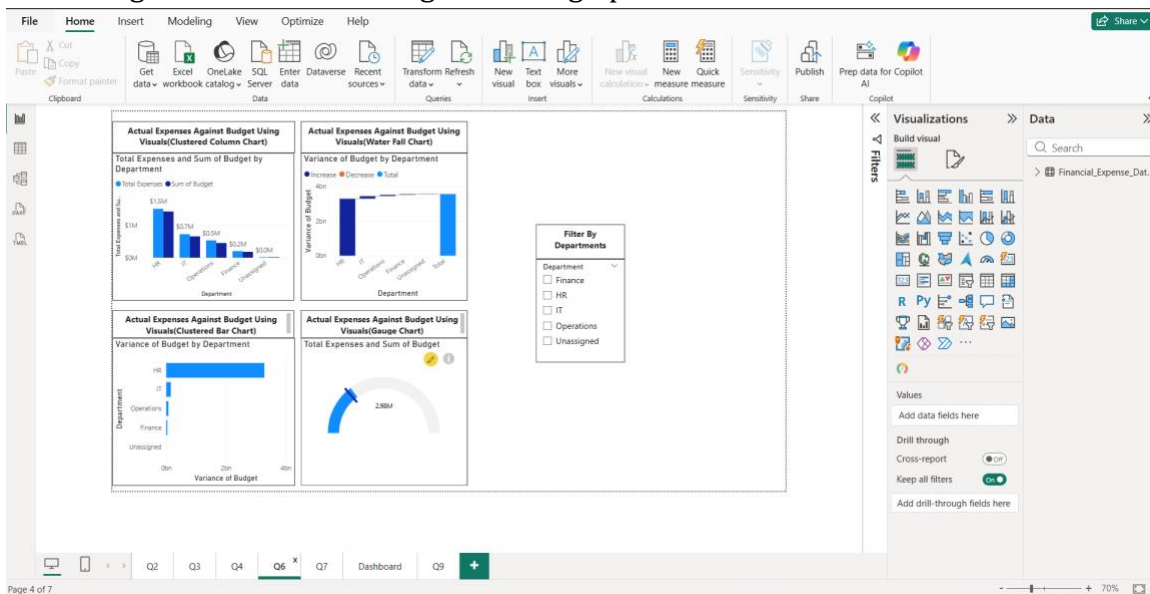 File Home Insert Modeling View Optimize Help Share
Cut
Copy
Format painter
Paste
Get data
Excel workbook
OneLake catalog
SQL Server
Enter data
Dataverse
Recent sources
Transform data
Refresh
New visual
Text box
More visuals
New visual calculation
New measure
Quick measure
Sensitivity
Publish
Prep data for AI
Copilot
Clipboard Data Queries Insert Calculations Sensitivity Share Copilot
Actual Expenses Against Budget Using
Visuals(Clustered Column Chart)
Total Expenses and Sum of Budget by
Department
Total Expenses Sum of Budget
Total Expenses and Su...
$1M
$0M
$1.5M
$0.7M
$0.5M
$0.2M
$0.0M
HR IT Operations Finance Unassigned
Department
Actual Expenses Against Budget Using
Visuals(Water Fall Chart)
Variance of Budget by Department
Increase Decrease Total
Variance of Budget
4bn
2bn
0bn
HR IT Operations Finance Unassigned Total
Department
Filter By
Departments
Department
Finance
HR
IT
Operations
Unassigned
Actual Expenses Against Budget Using
Visuals(Clustered Bar Chart)
Variance of Budget by Department
Department
HR
IT
Operations
Finance
Unassigned
0bn 2bn 4bn
Variance of Budget
Actual Expenses Against Budget Using
Visuals(Gauge Chart)
Total Expenses and Sum of Budget
2.98M
Filters
Visualizations
Build visual
R Py
Values
Add data fields here
Drill through
Cross-report Off
Keep all filters On
Add drill-through fields here
Data
Search
Financial_Expense_Dat...
Q2 Q3 Q4 Q6 Q7 Dashboard Q9
Page 4 of 7
70%